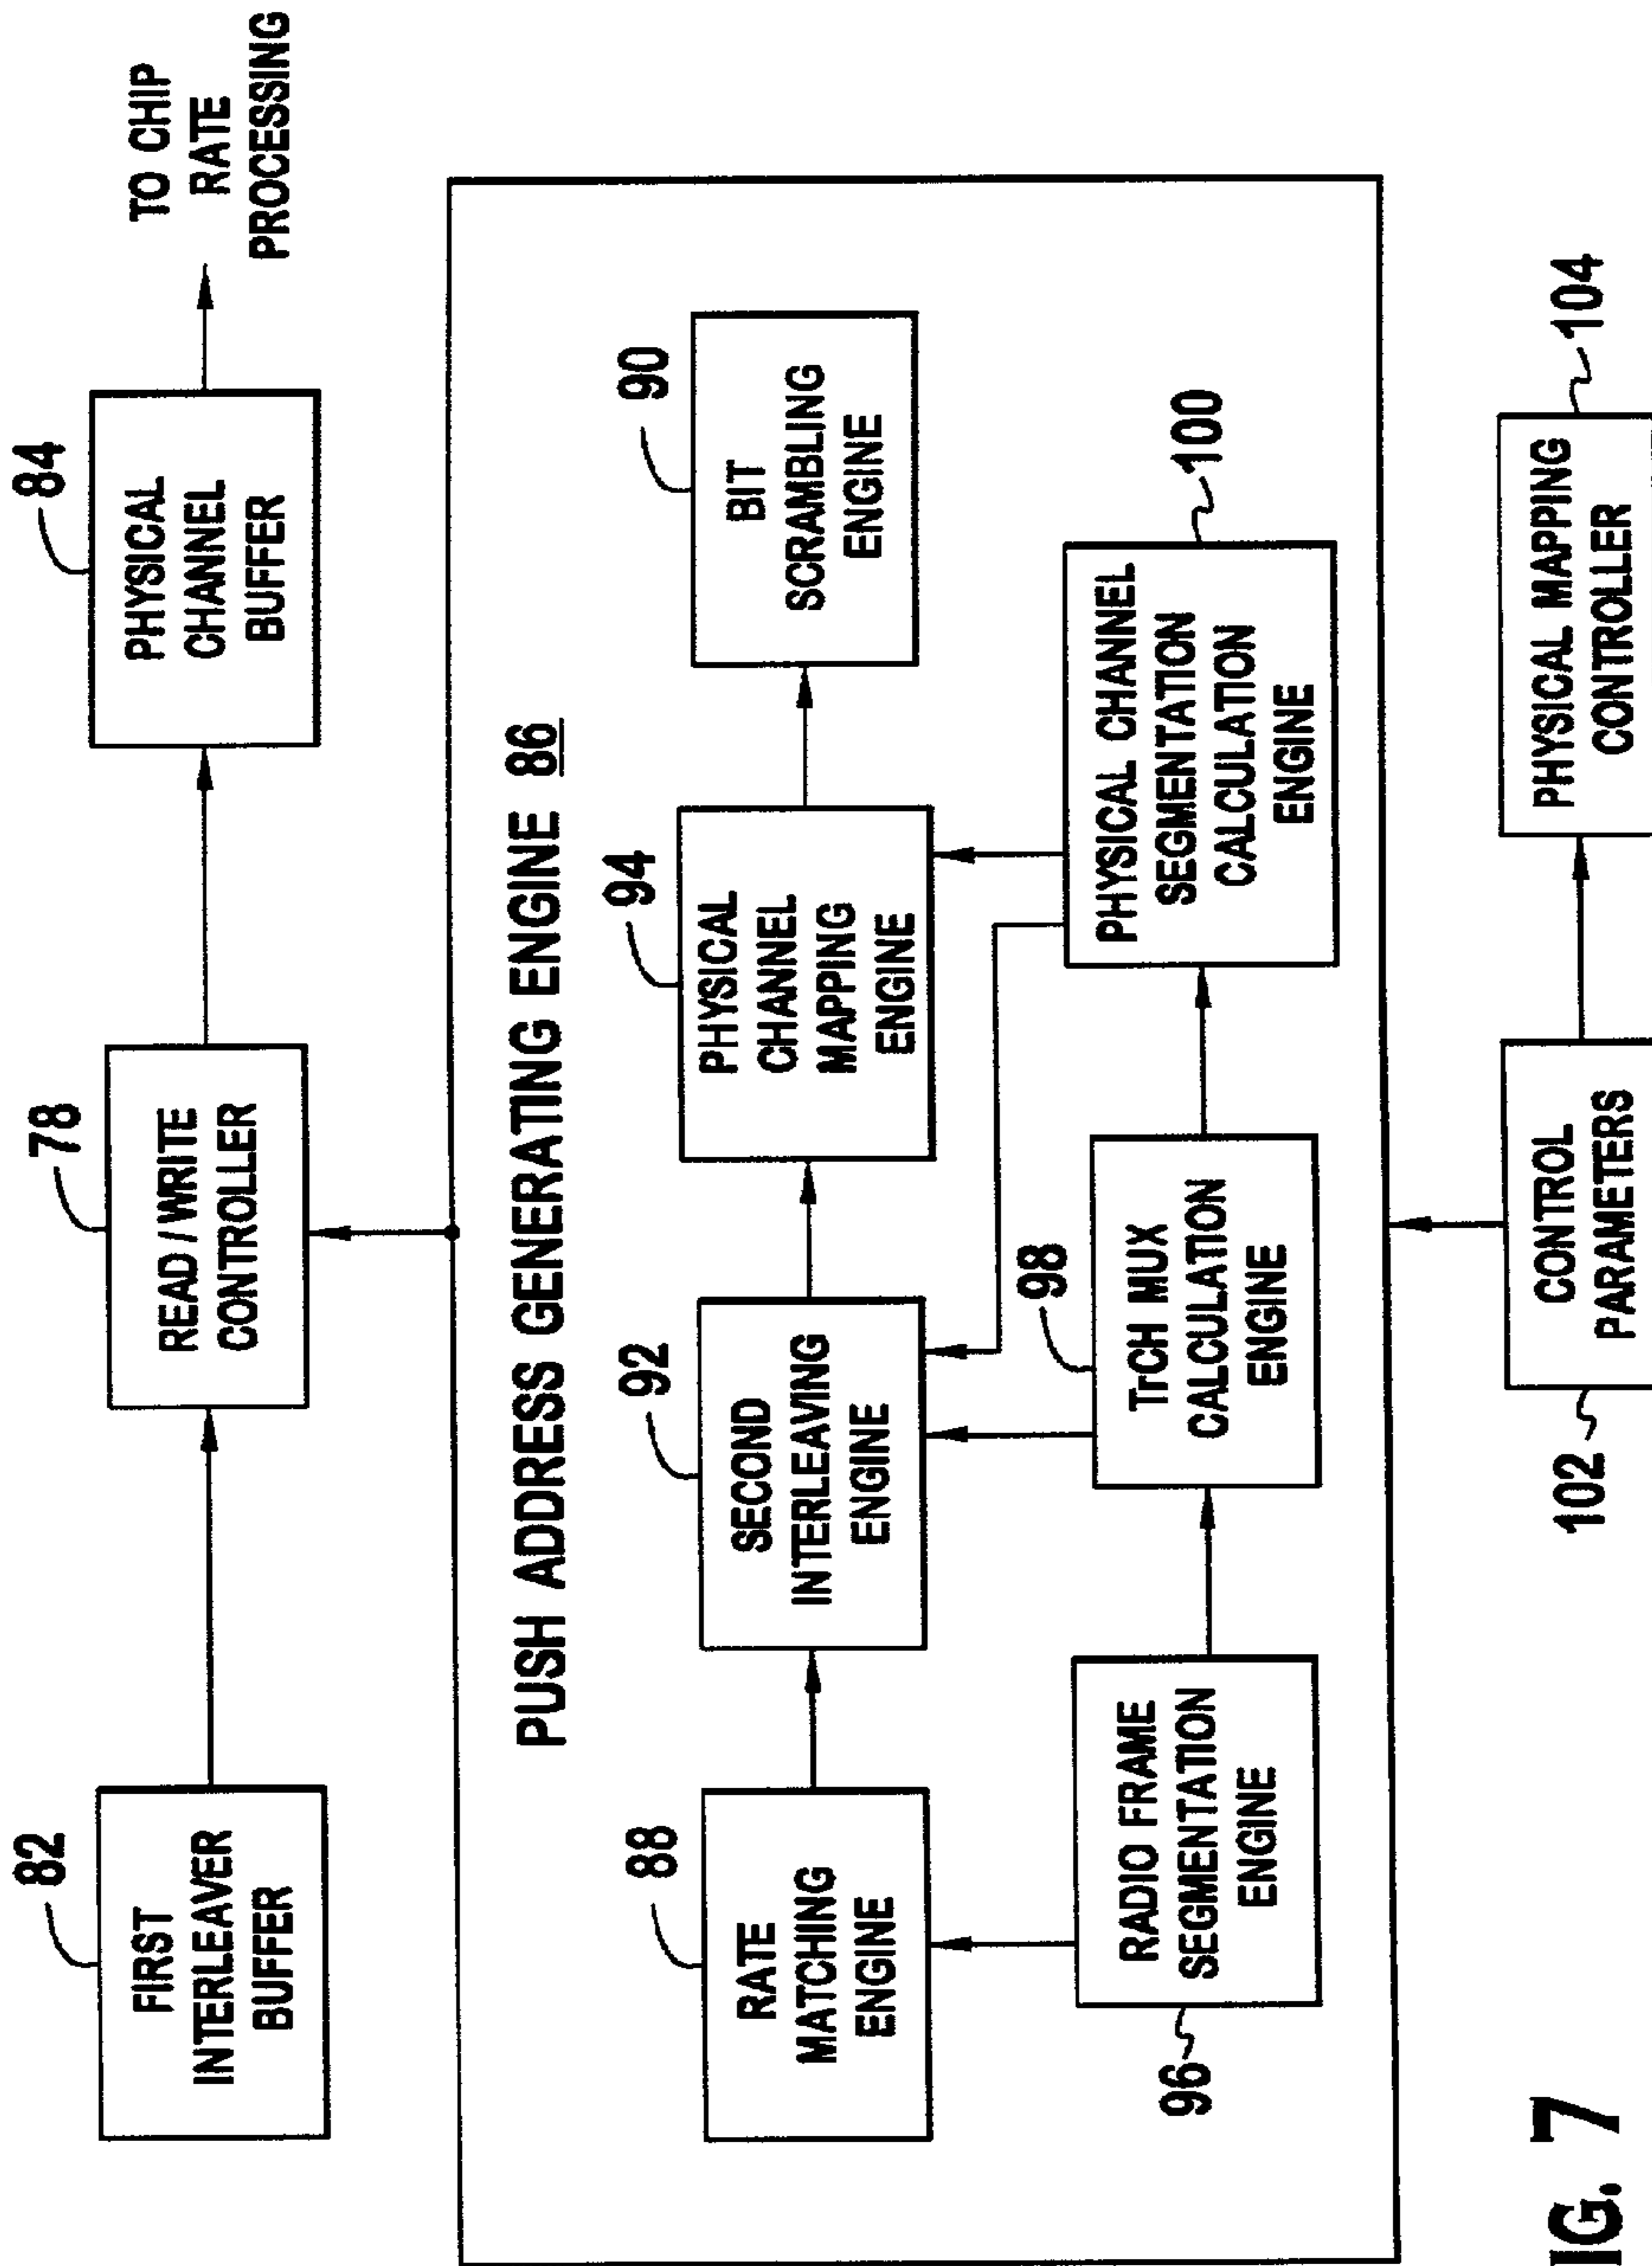 82
FIRST
INTERLEAVER
BUFFER
78
READ / WRITE
CONTROLLER
84
PHYSICAL
CHANNEL
BUFFER
TO CHIP
RATE
PROCESSING
PUSH ADDRESS GENERATING ENGINE 86
88
RATE
MATCHING
ENGINE
92
SECOND
INTERLEAVING
ENGINE
94
PHYSICAL
CHANNEL
MAPPING
ENGINE
90
BIT
SCRAMBLING
ENGINE
96
RADIO FRAME
SEGMENTATION
ENGINE
98
TrCH MUX
CALCULATION
ENGINE
100
PHYSICAL CHANNEL
SEGMENTATION
CALCULATION
ENGINE
102
CONTROL
PARAMETERS
PHYSICAL MAPPING
CONTROLLER
104
IG. 7